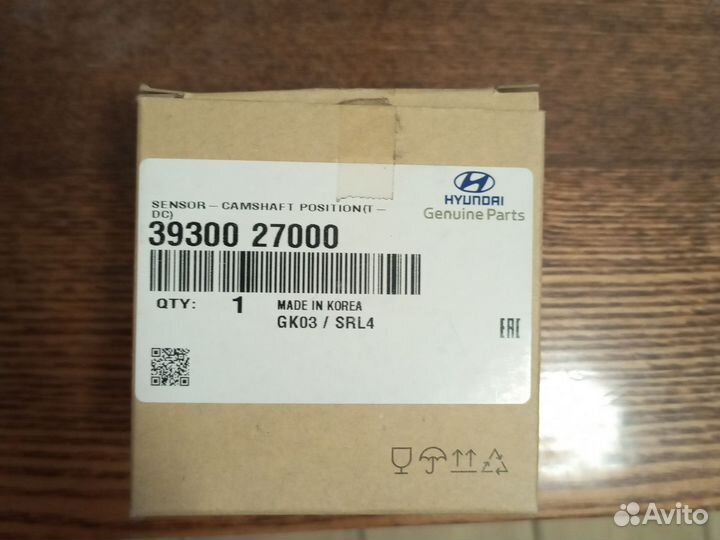 SENSOR-CAMSHAFT POSITION(T-
DC)
39300 27000
QTY: 1 MADE IN KOREA
GK03 / SRL4
HYUNDAI
Genuine Parts
EAC
Avito